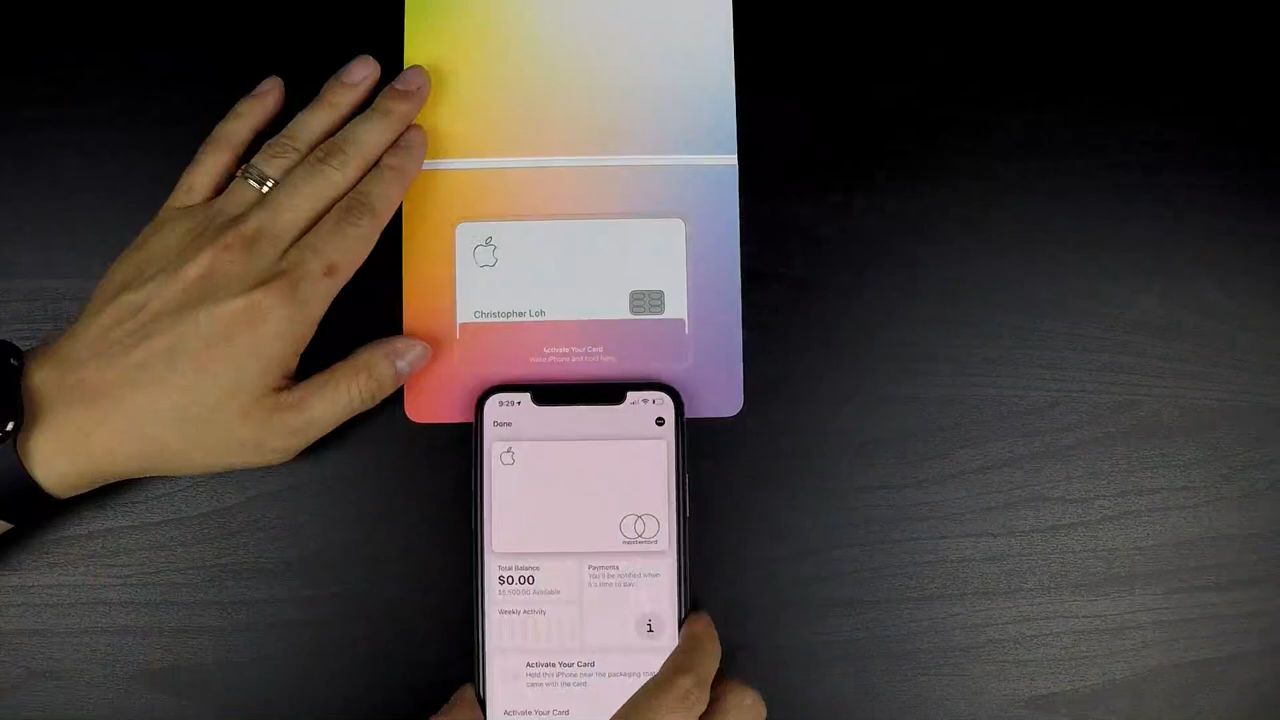 Christopher Loh
Activate Your Card
Wake iPhone and hold here.
9:29
Done
mastercard
Total Balance
$0.00
$5,500.00 Available
Payments
You'll be notified when
it's time to pay.
Weekly Activity
i
Activate Your Card
Hold this iPhone near the packaging that
came with the card.
Activate Your Card